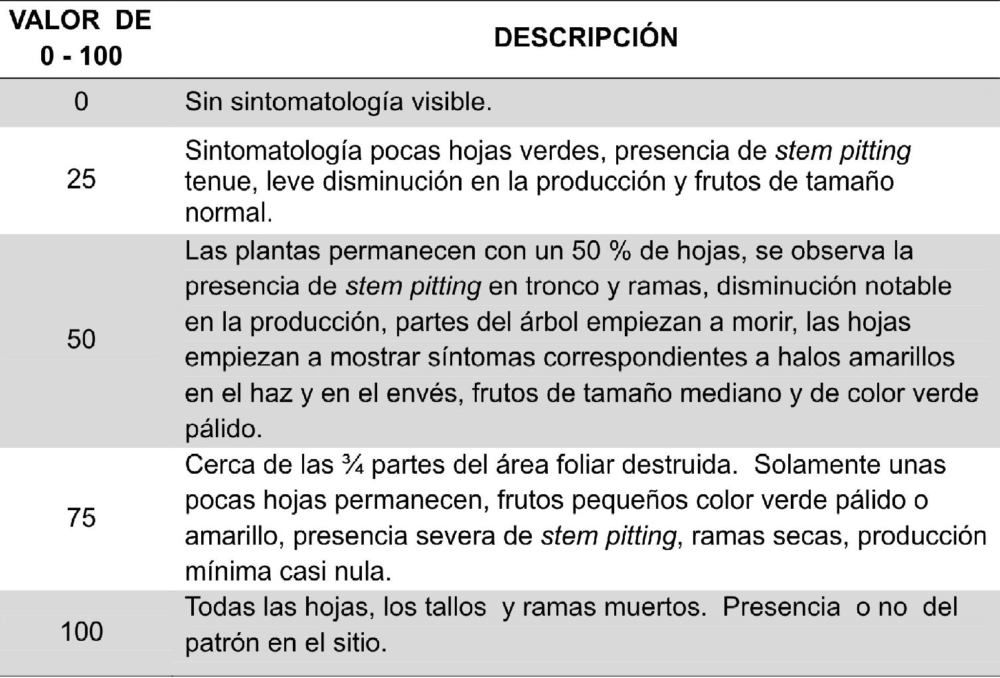 VALOR DE
0 - 100
DESCRIPCIÓN
0
Sin sintomatología visible.
25
Sintomatología pocas hojas verdes, presencia de stem pitting
tenue, leve disminución en la producción y frutos de tamaño
normal.
50
Las plantas permanecen con un 50 % de hojas, se observa la
presencia de stem pitting en tronco y ramas, disminución notable
en la producción, partes del árbol empiezan a morir, las hojas
empiezan a mostrar síntomas correspondientes a halos amarillos
en el haz y en el envés, frutos de tamaño mediano y de color verde
pálido.
75
Cerca de las ¾ partes del área foliar destruida. Solamente unas
pocas hojas permanecen, frutos pequeños color verde pálido o
amarillo, presencia severa de stem pitting, ramas secas, producción
mínima casi nula.
100
Todas las hojas, los tallos y ramas muertos. Presencia o no del
patrón en el sitio.